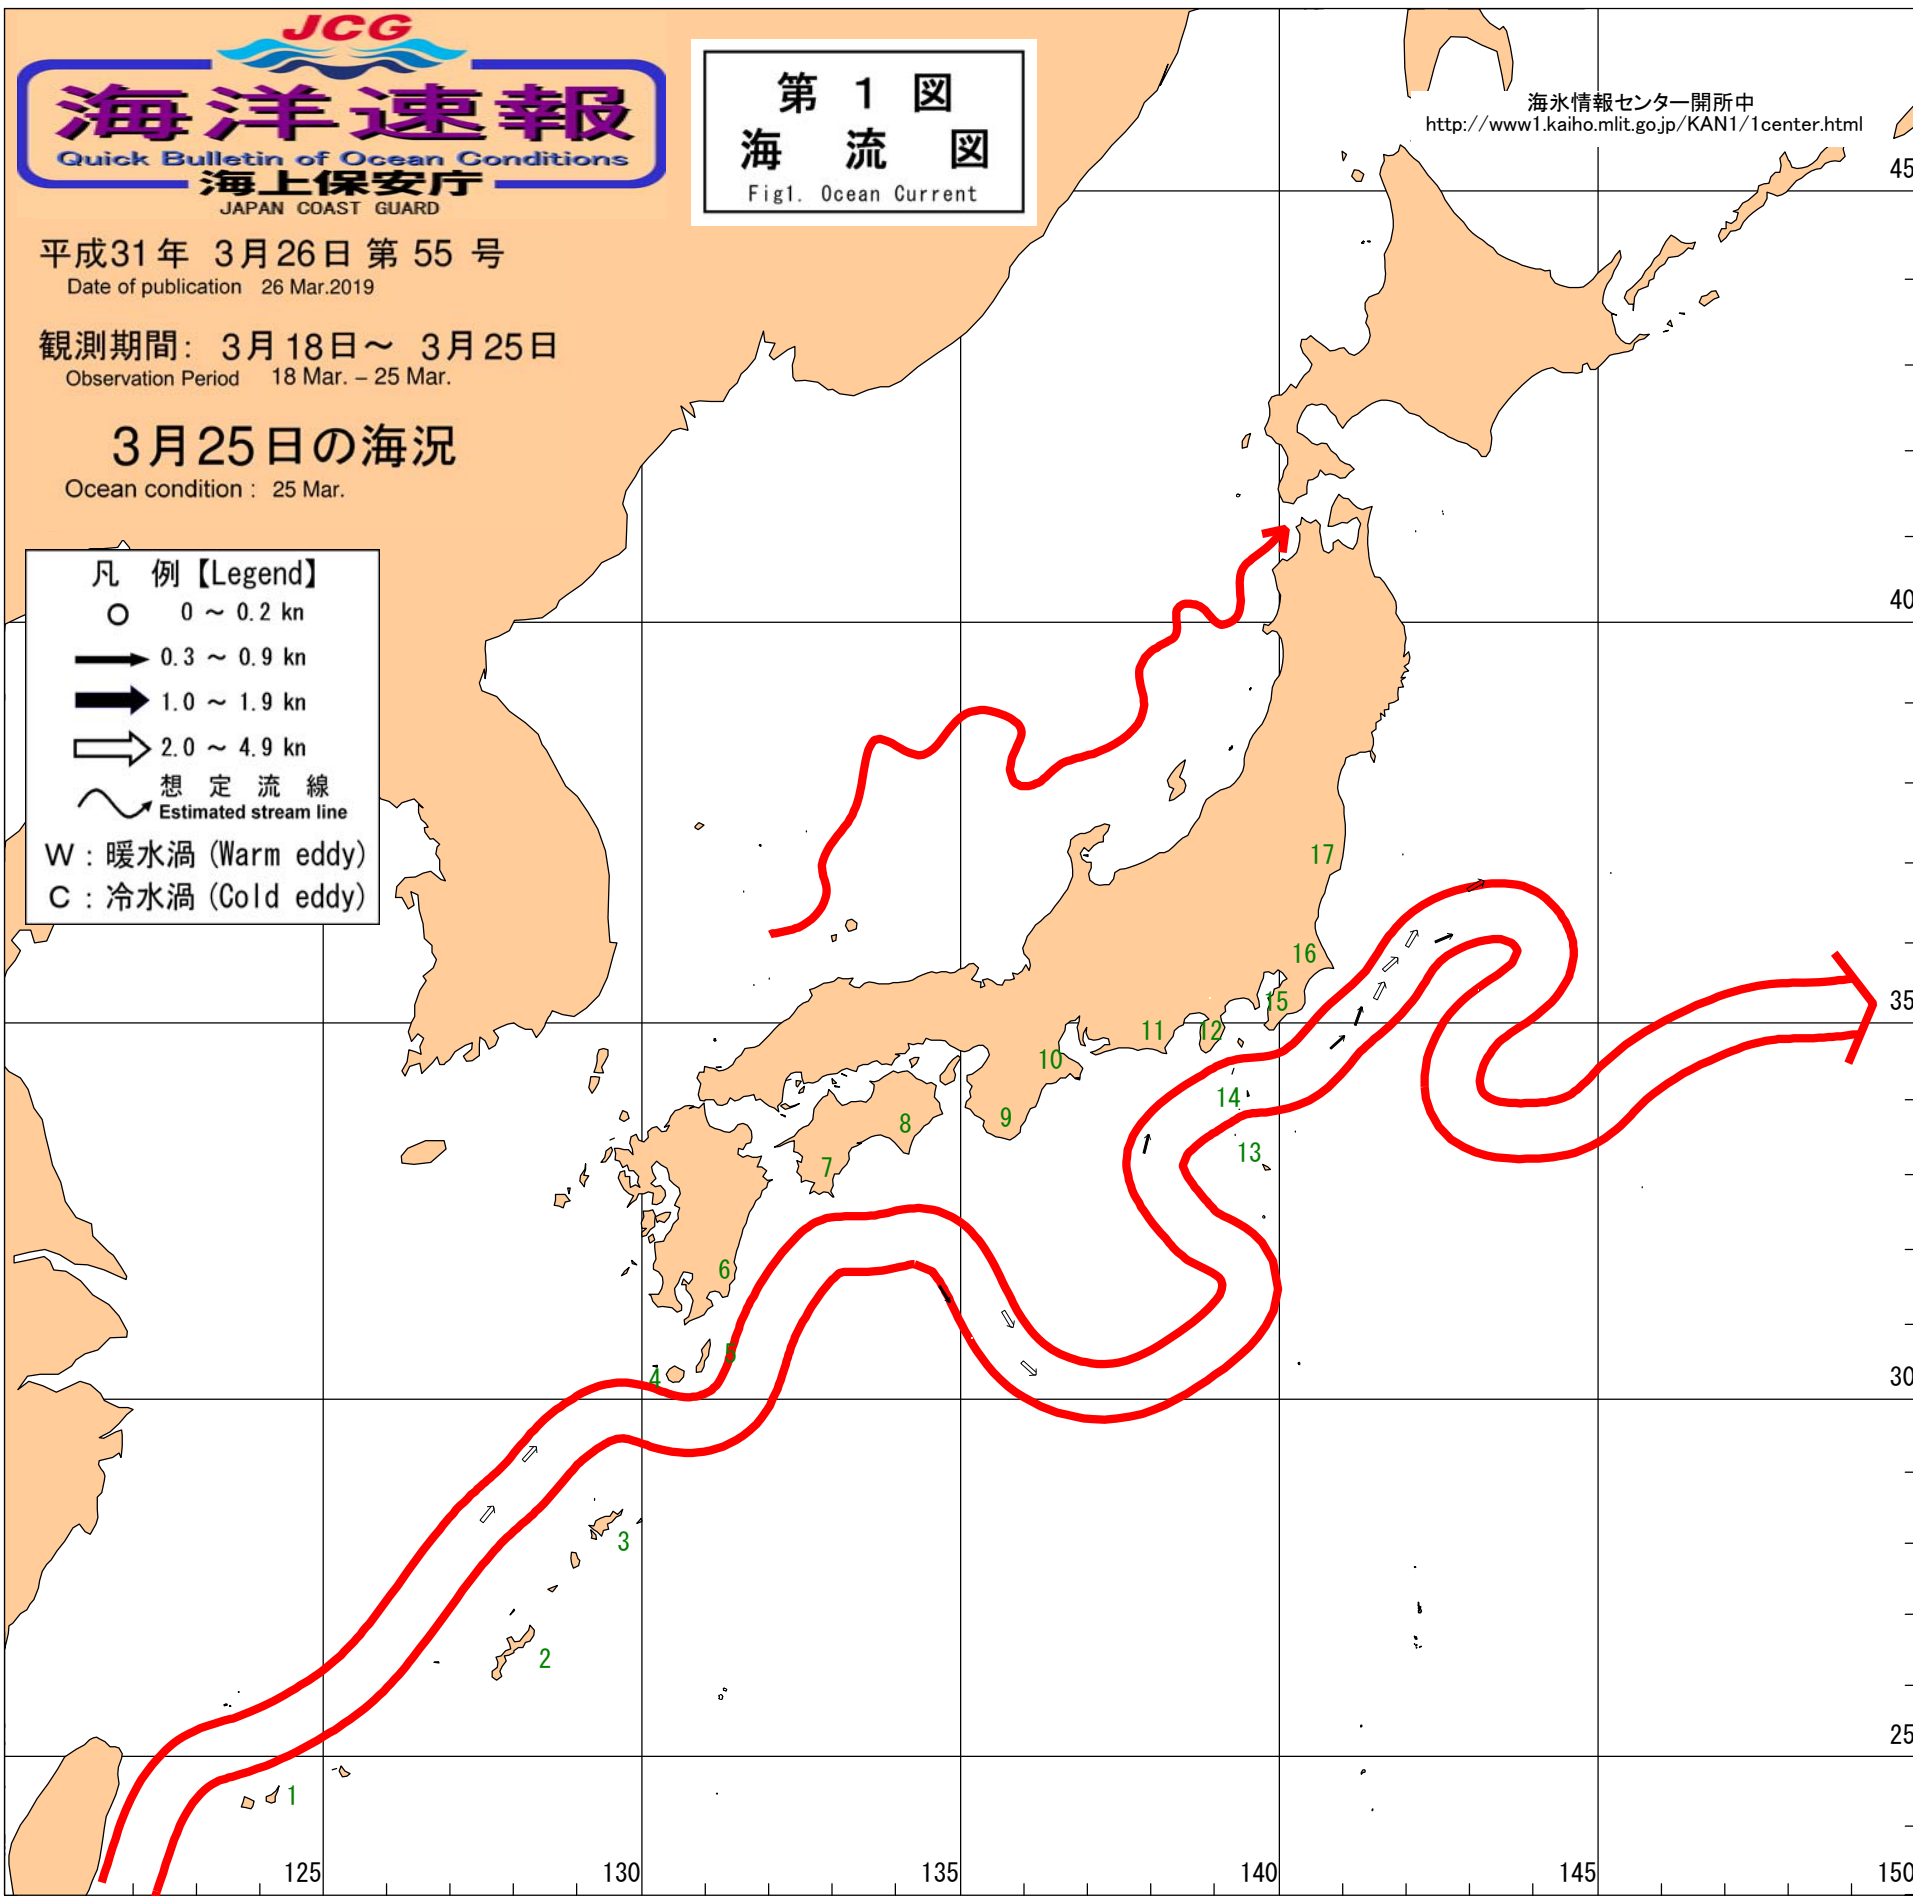 JCG
海洋速報
Quick Bulletin of Ocean Conditions
海上保安庁
JAPAN COAST GUARD
第 1 図
海 流 図
Fig1. Ocean Current
海氷情報センター開所中
http://www1.kaiho.mlit.go.jp/KAN1/1center.html
平成31年 3月26日 第 55 号
Date of publication 26 Mar.2019
観測期間: 3月18日～ 3月25日
Observation Period 18 Mar. – 25 Mar.
3月25日の海況
Ocean condition : 25 Mar.
凡 例【Legend】
0 ～ 0.2 kn
0.3 ～ 0.9 kn
1.0 ～ 1.9 kn
2.0 ～ 4.9 kn
想 定 流 線
Estimated stream line
W : 暖水渦 (Warm eddy)
C : 冷水渦 (Cold eddy)
45
40
17
16
35
15
11
12
10
14
8
9
13
7
6
5
4
30
3
2
25
1
125
130
135
140
145
150